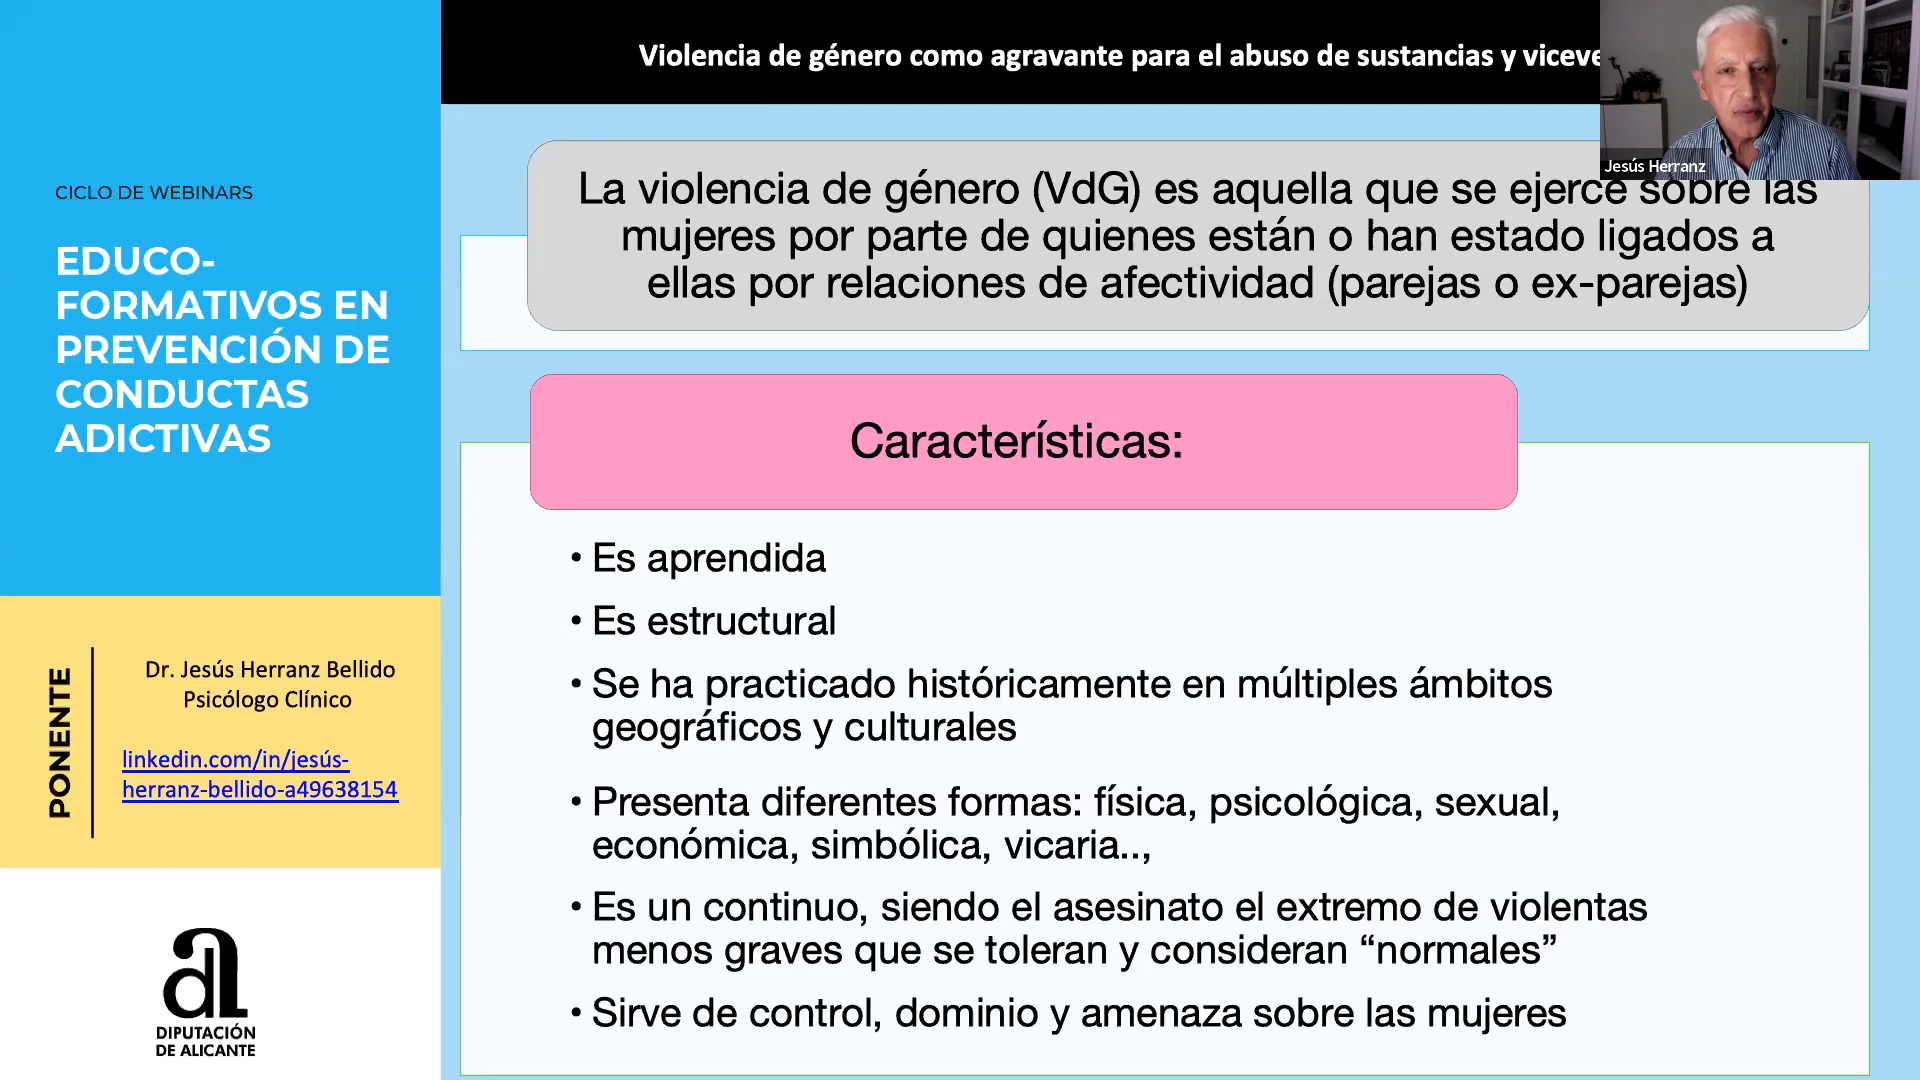 Violencia de género como agravante para el abuso de sustancias y viceve
Jesús Herranz
CICLO DE WEBINARS
EDUCO-
FORMATIVOS EN
PREVENCIÓN DE
CONDUCTAS
ADICTIVAS
PONENTE
Dr. Jesús Herranz Bellido
Psicólogo Clínico
linkedin.com/in/jesús-
herranz-bellido-a49638154
DIPUTACIÓN
DE ALICANTE
La violencia de género (VdG) es aquella que se ejerce sobre las
mujeres por parte de quienes están o han estado ligados a
ellas por relaciones de afectividad (parejas o ex-parejas)
Características:
• Es aprendida
• Es estructural
• Se ha practicado históricamente en múltiples ámbitos
geográficos y culturales
• Presenta diferentes formas: física, psicológica, sexual,
económica, simbólica, vicaria..,
• Es un continuo, siendo el asesinato el extremo de violentas
menos graves que se toleran y consideran “normales”
• Sirve de control, dominio y amenaza sobre las mujeres